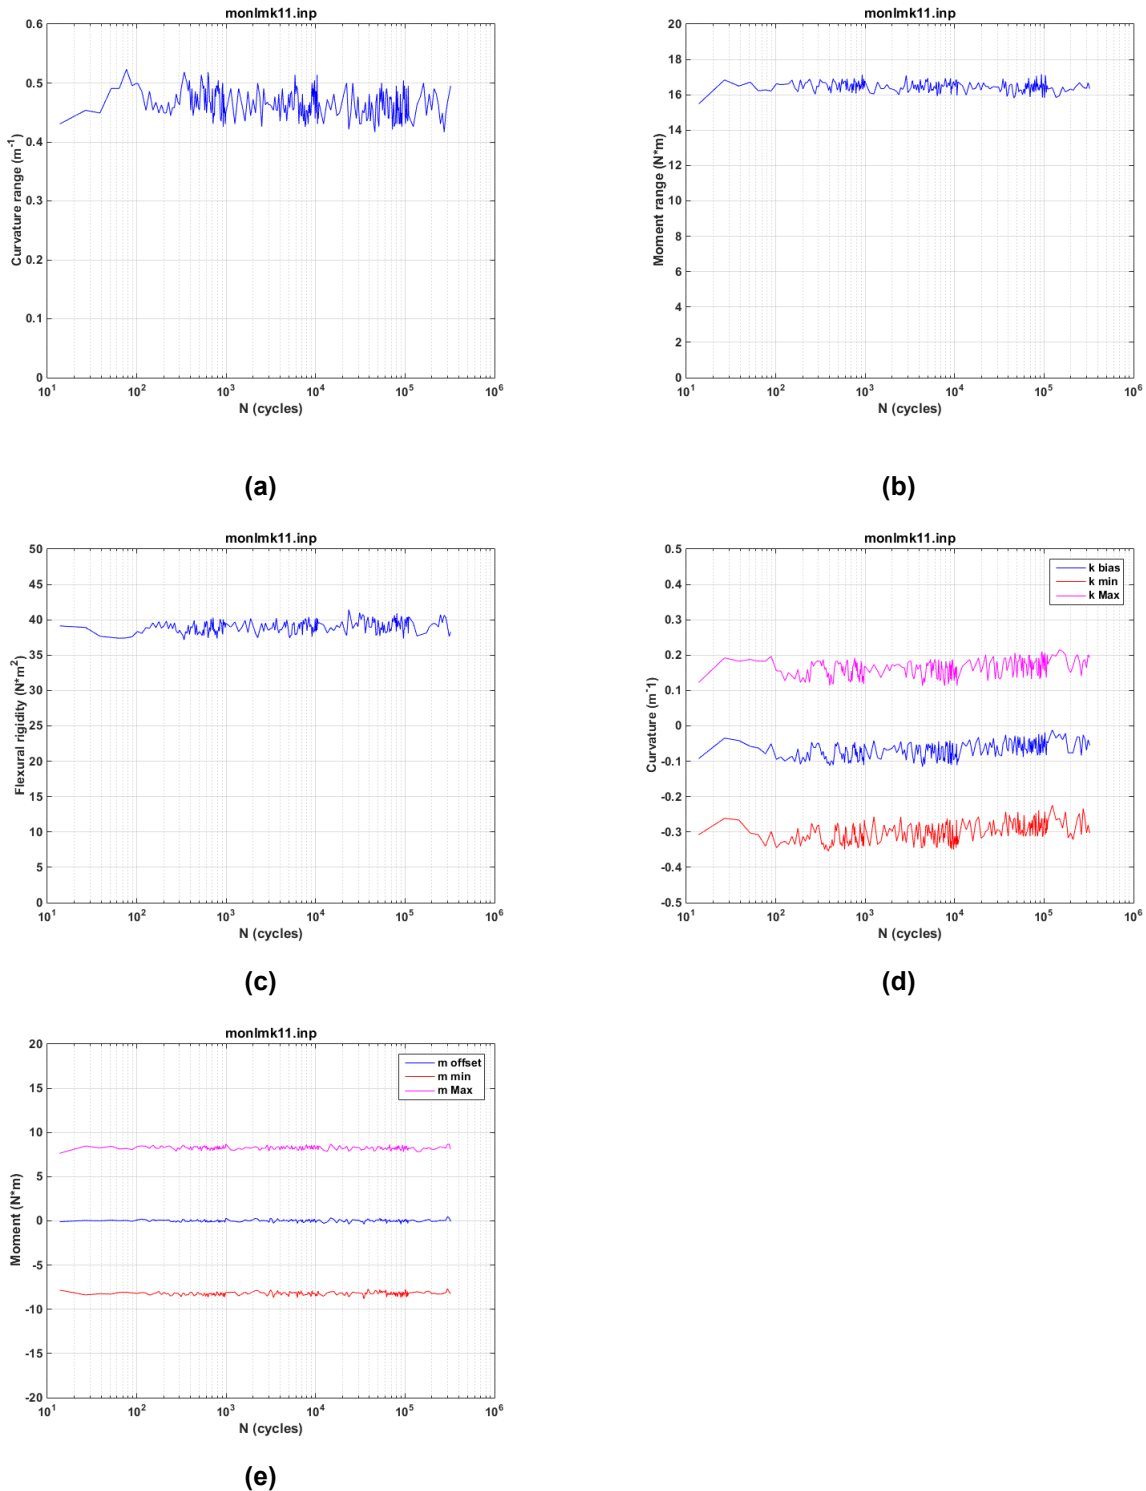 monlmk11.inp
Curvature range (m⁻¹)
0.6
0.5
0.4
0.3
0.2
0.1
0
10¹ 10² 10³ 10⁴ 10⁵ 10⁶
N (cycles)
(a)
monlmk11.inp
Moment range (N*m)
20
18
16
14
12
10
8
6
4
2
0
10¹ 10² 10³ 10⁴ 10⁵ 10⁶
N (cycles)
(b)
monlmk11.inp
Flexural rigidity (N*m²)
50
45
40
35
30
25
20
15
10
5
0
10¹ 10² 10³ 10⁴ 10⁵ 10⁶
N (cycles)
(c)
monlmk11.inp
Curvature (m⁻1)
0.5
0.4
0.3
0.2
0.1
0
-0.1
-0.2
-0.3
-0.4
-0.5
k bias
k min
k Max
10¹ 10² 10³ 10⁴ 10⁵ 10⁶
N (cycles)
(d)
monlmk11.inp
Moment (N*m)
20
15
10
5
0
-5
-10
-15
-20
m offset
m min
m Max
10¹ 10² 10³ 10⁴ 10⁵ 10⁶
N (cycles)
(e)